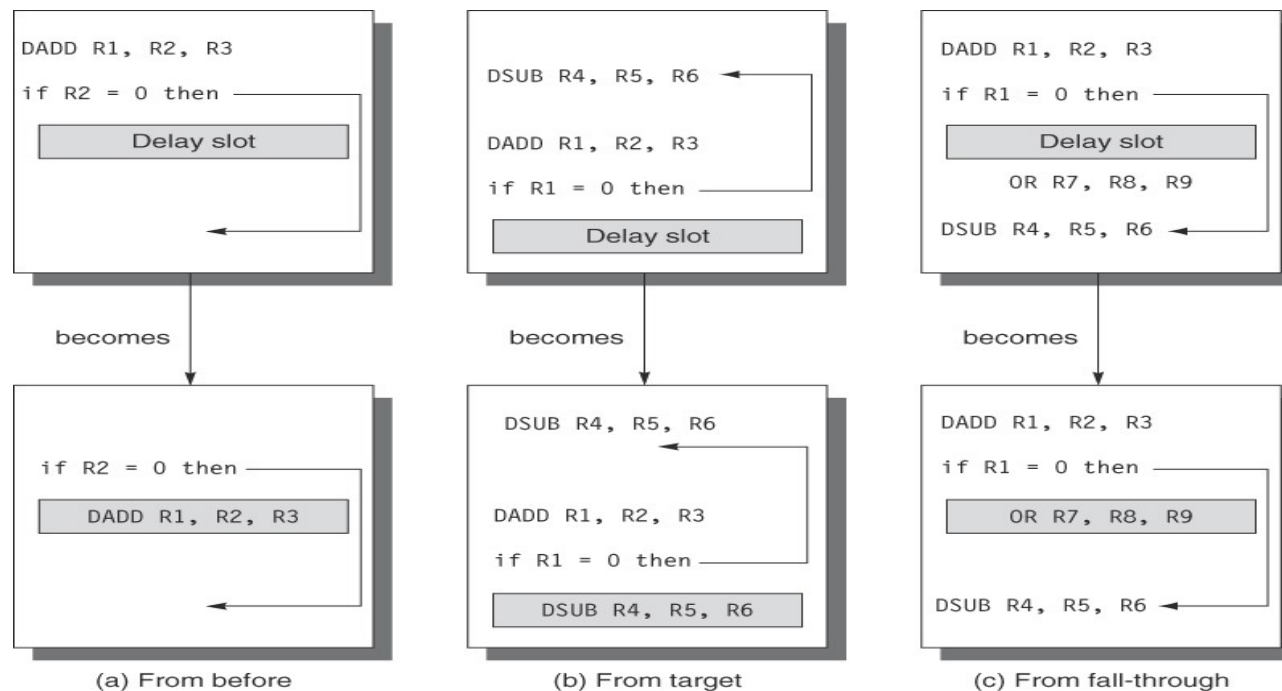 DADD R1, R2, R3
if R2 = 0 then
Delay slot
becomes
if R2 = 0 then
DADD R1, R2, R3
(a) From before
DSUB R4, R5, R6
DADD R1, R2, R3
if R1 = 0 then
Delay slot
becomes
DSUB R4, R5, R6
DADD R1, R2, R3
if R1 = 0 then
DSUB R4, R5, R6
(b) From target
DADD R1, R2, R3
if R1 = 0 then
Delay slot
OR R7, R8, R9
DSUB R4, R5, R6
becomes
DADD R1, R2, R3
if R1 = 0 then
OR R7, R8, R9
DSUB R4, R5, R6
(c) From fall-through